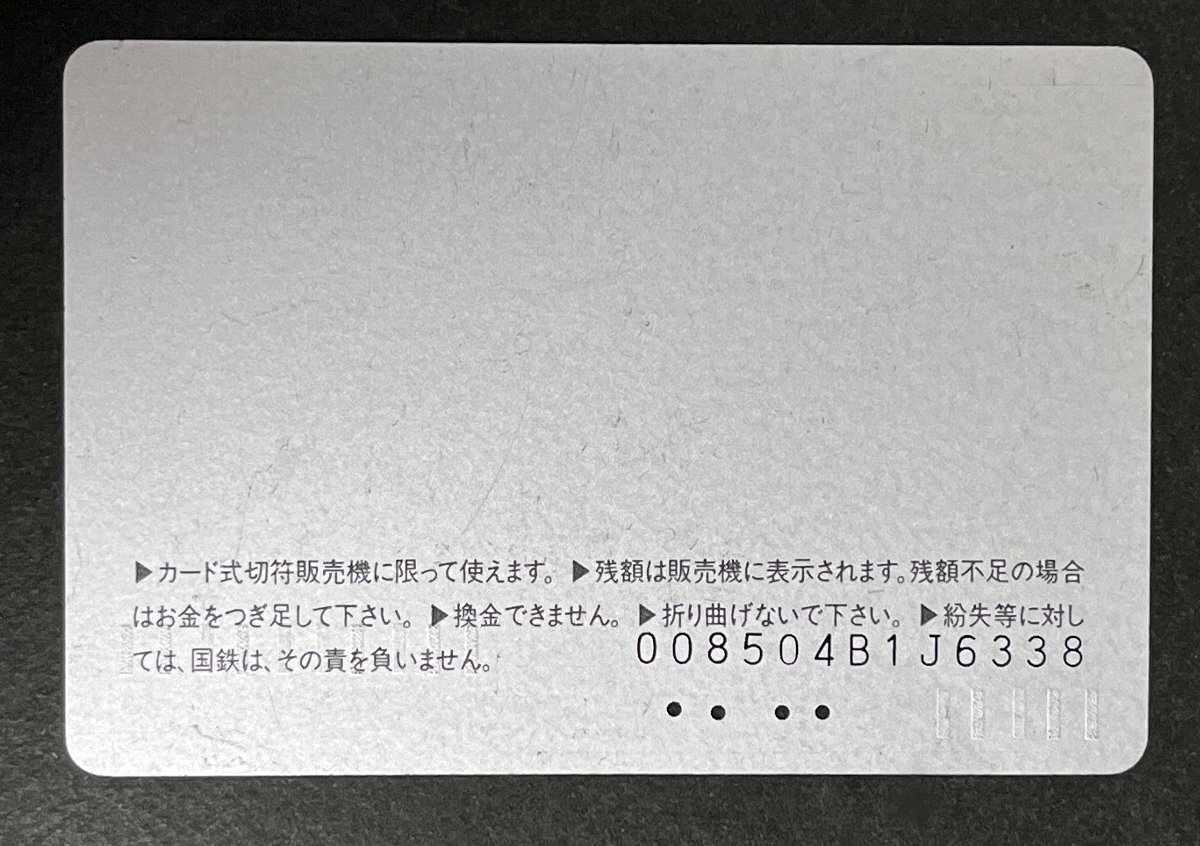 ▶カード式切符販売機に限って使えます。▶残額は販売機に表示されます。残額不足の場合
はお金をつぎ足して下さい。▶換金できません。▶折り曲げないで下さい。▶紛失等に対し
ては、国鉄は、その責を負いません。
008504B1J6338